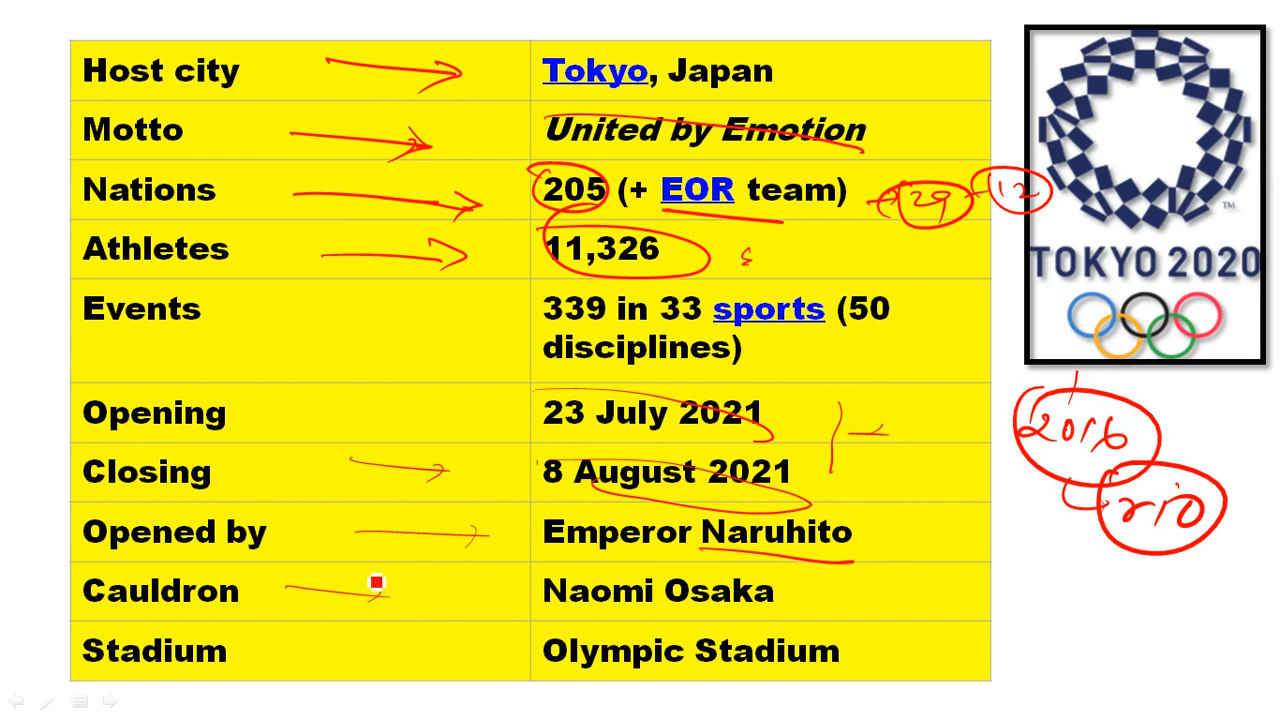 Host city Tokyo, Japan
Motto United by Emotion
Nations 205 (+ EOR team) + 29 - 12
Athletes 11,326
Events 339 in 33 sports (50
disciplines)
Opening 23 July 2021
Closing 8 August 2021
Opened by Emperor Naruhito
Cauldron Naomi Osaka
Stadium Olympic Stadium
TM
TOKYO 2020
2016
rio